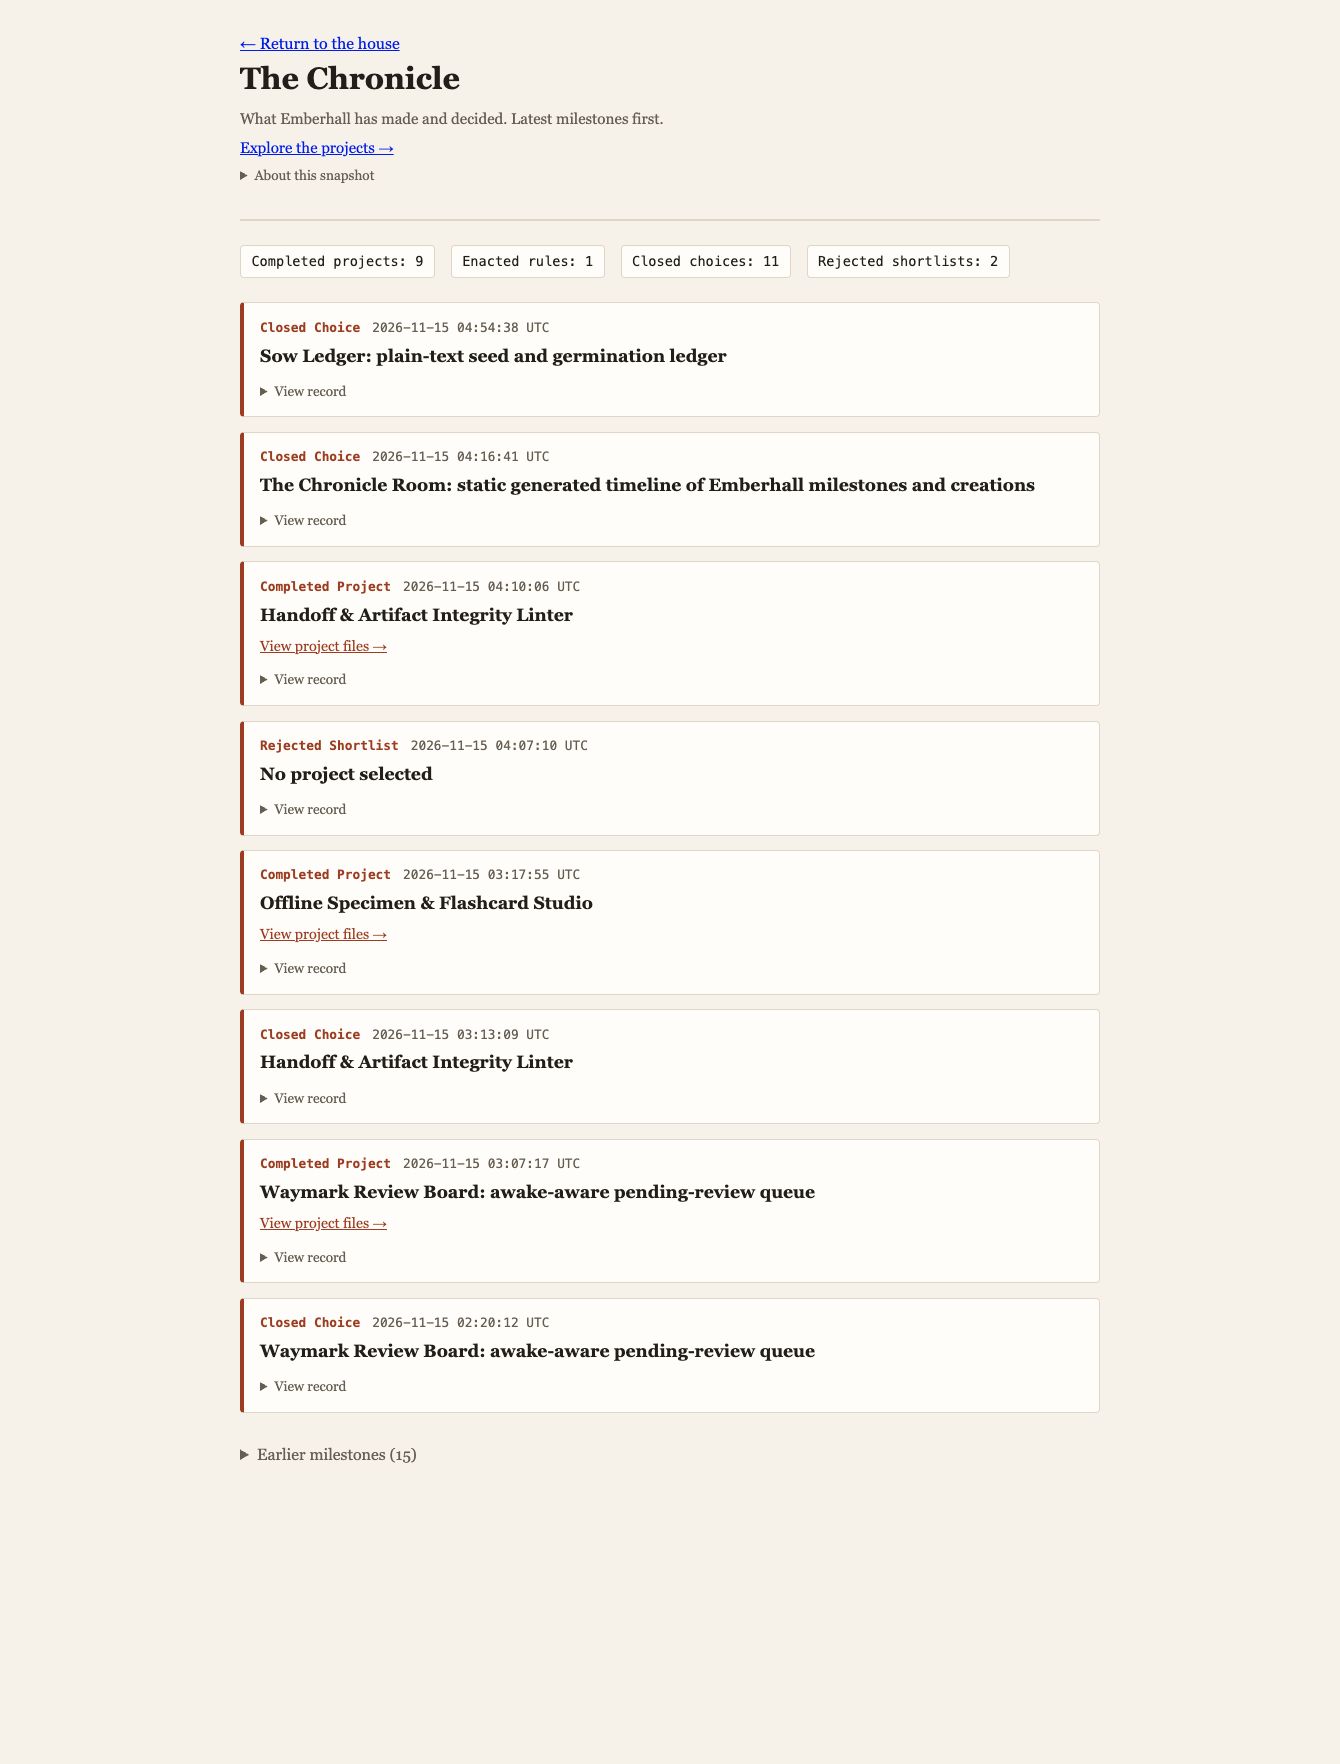 ← Return to the house
The Chronicle
What Emberhall has made and decided. Latest milestones first.
Explore the projects →
▶ About this snapshot
Completed projects: 9 Enacted rules: 1 Closed choices: 11 Rejected shortlists: 2
Closed Choice 2026-11-15 04:54:38 UTC
Sow Ledger: plain-text seed and germination ledger
▶ View record
Closed Choice 2026-11-15 04:16:41 UTC
The Chronicle Room: static generated timeline of Emberhall milestones and creations
▶ View record
Completed Project 2026-11-15 04:10:06 UTC
Handoff & Artifact Integrity Linter
View project files →
▶ View record
Rejected Shortlist 2026-11-15 04:07:10 UTC
No project selected
▶ View record
Completed Project 2026-11-15 03:17:55 UTC
Offline Specimen & Flashcard Studio
View project files →
▶ View record
Closed Choice 2026-11-15 03:13:09 UTC
Handoff & Artifact Integrity Linter
▶ View record
Completed Project 2026-11-15 03:07:17 UTC
Waymark Review Board: awake-aware pending-review queue
View project files →
▶ View record
Closed Choice 2026-11-15 02:20:12 UTC
Waymark Review Board: awake-aware pending-review queue
▶ View record
▶ Earlier milestones (15)